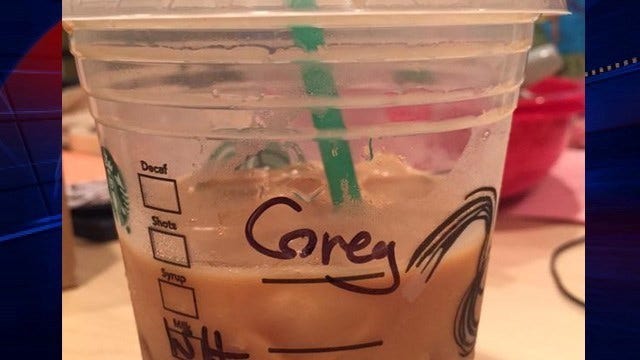 Decaf
Shots
Corey
Syrup
Milk